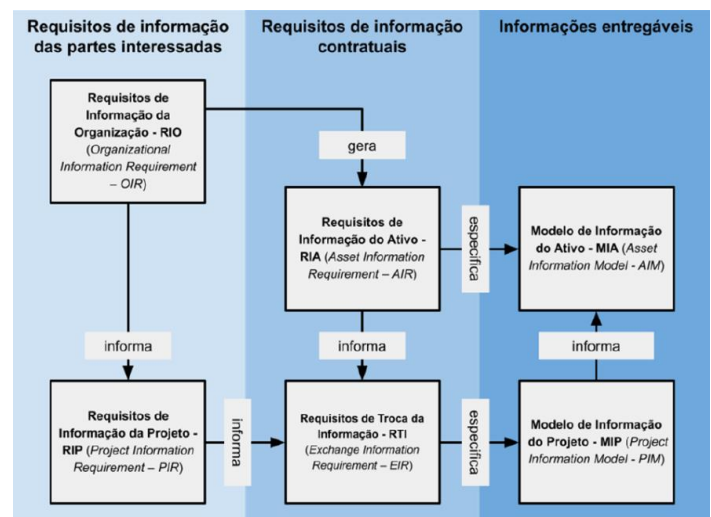 Requisitos de informação
das partes interessadas
Requisitos de informação
contratuais
Informações entregáveis
Requisitos de
Informação da
Organização - RIO
(Organizational
Information Requirement
– OIR)
gera
Requisitos de
Informação do Ativo -
RIA (Asset Information
Requirement – AIR)
especifica
Modelo de Informação
do Ativo - MIA (Asset
Information Model - AIM)
informa
informa
informa
Requisitos de
Informação da Projeto -
RIP (Project Information
Requirement – PIR)
informa
Requisitos de Troca da
Informação - RTI
(Exchange Information
Requirement – EIR)
especifica
Modelo de Informação
do Projeto - MIP (Project
Information Model - PIM)